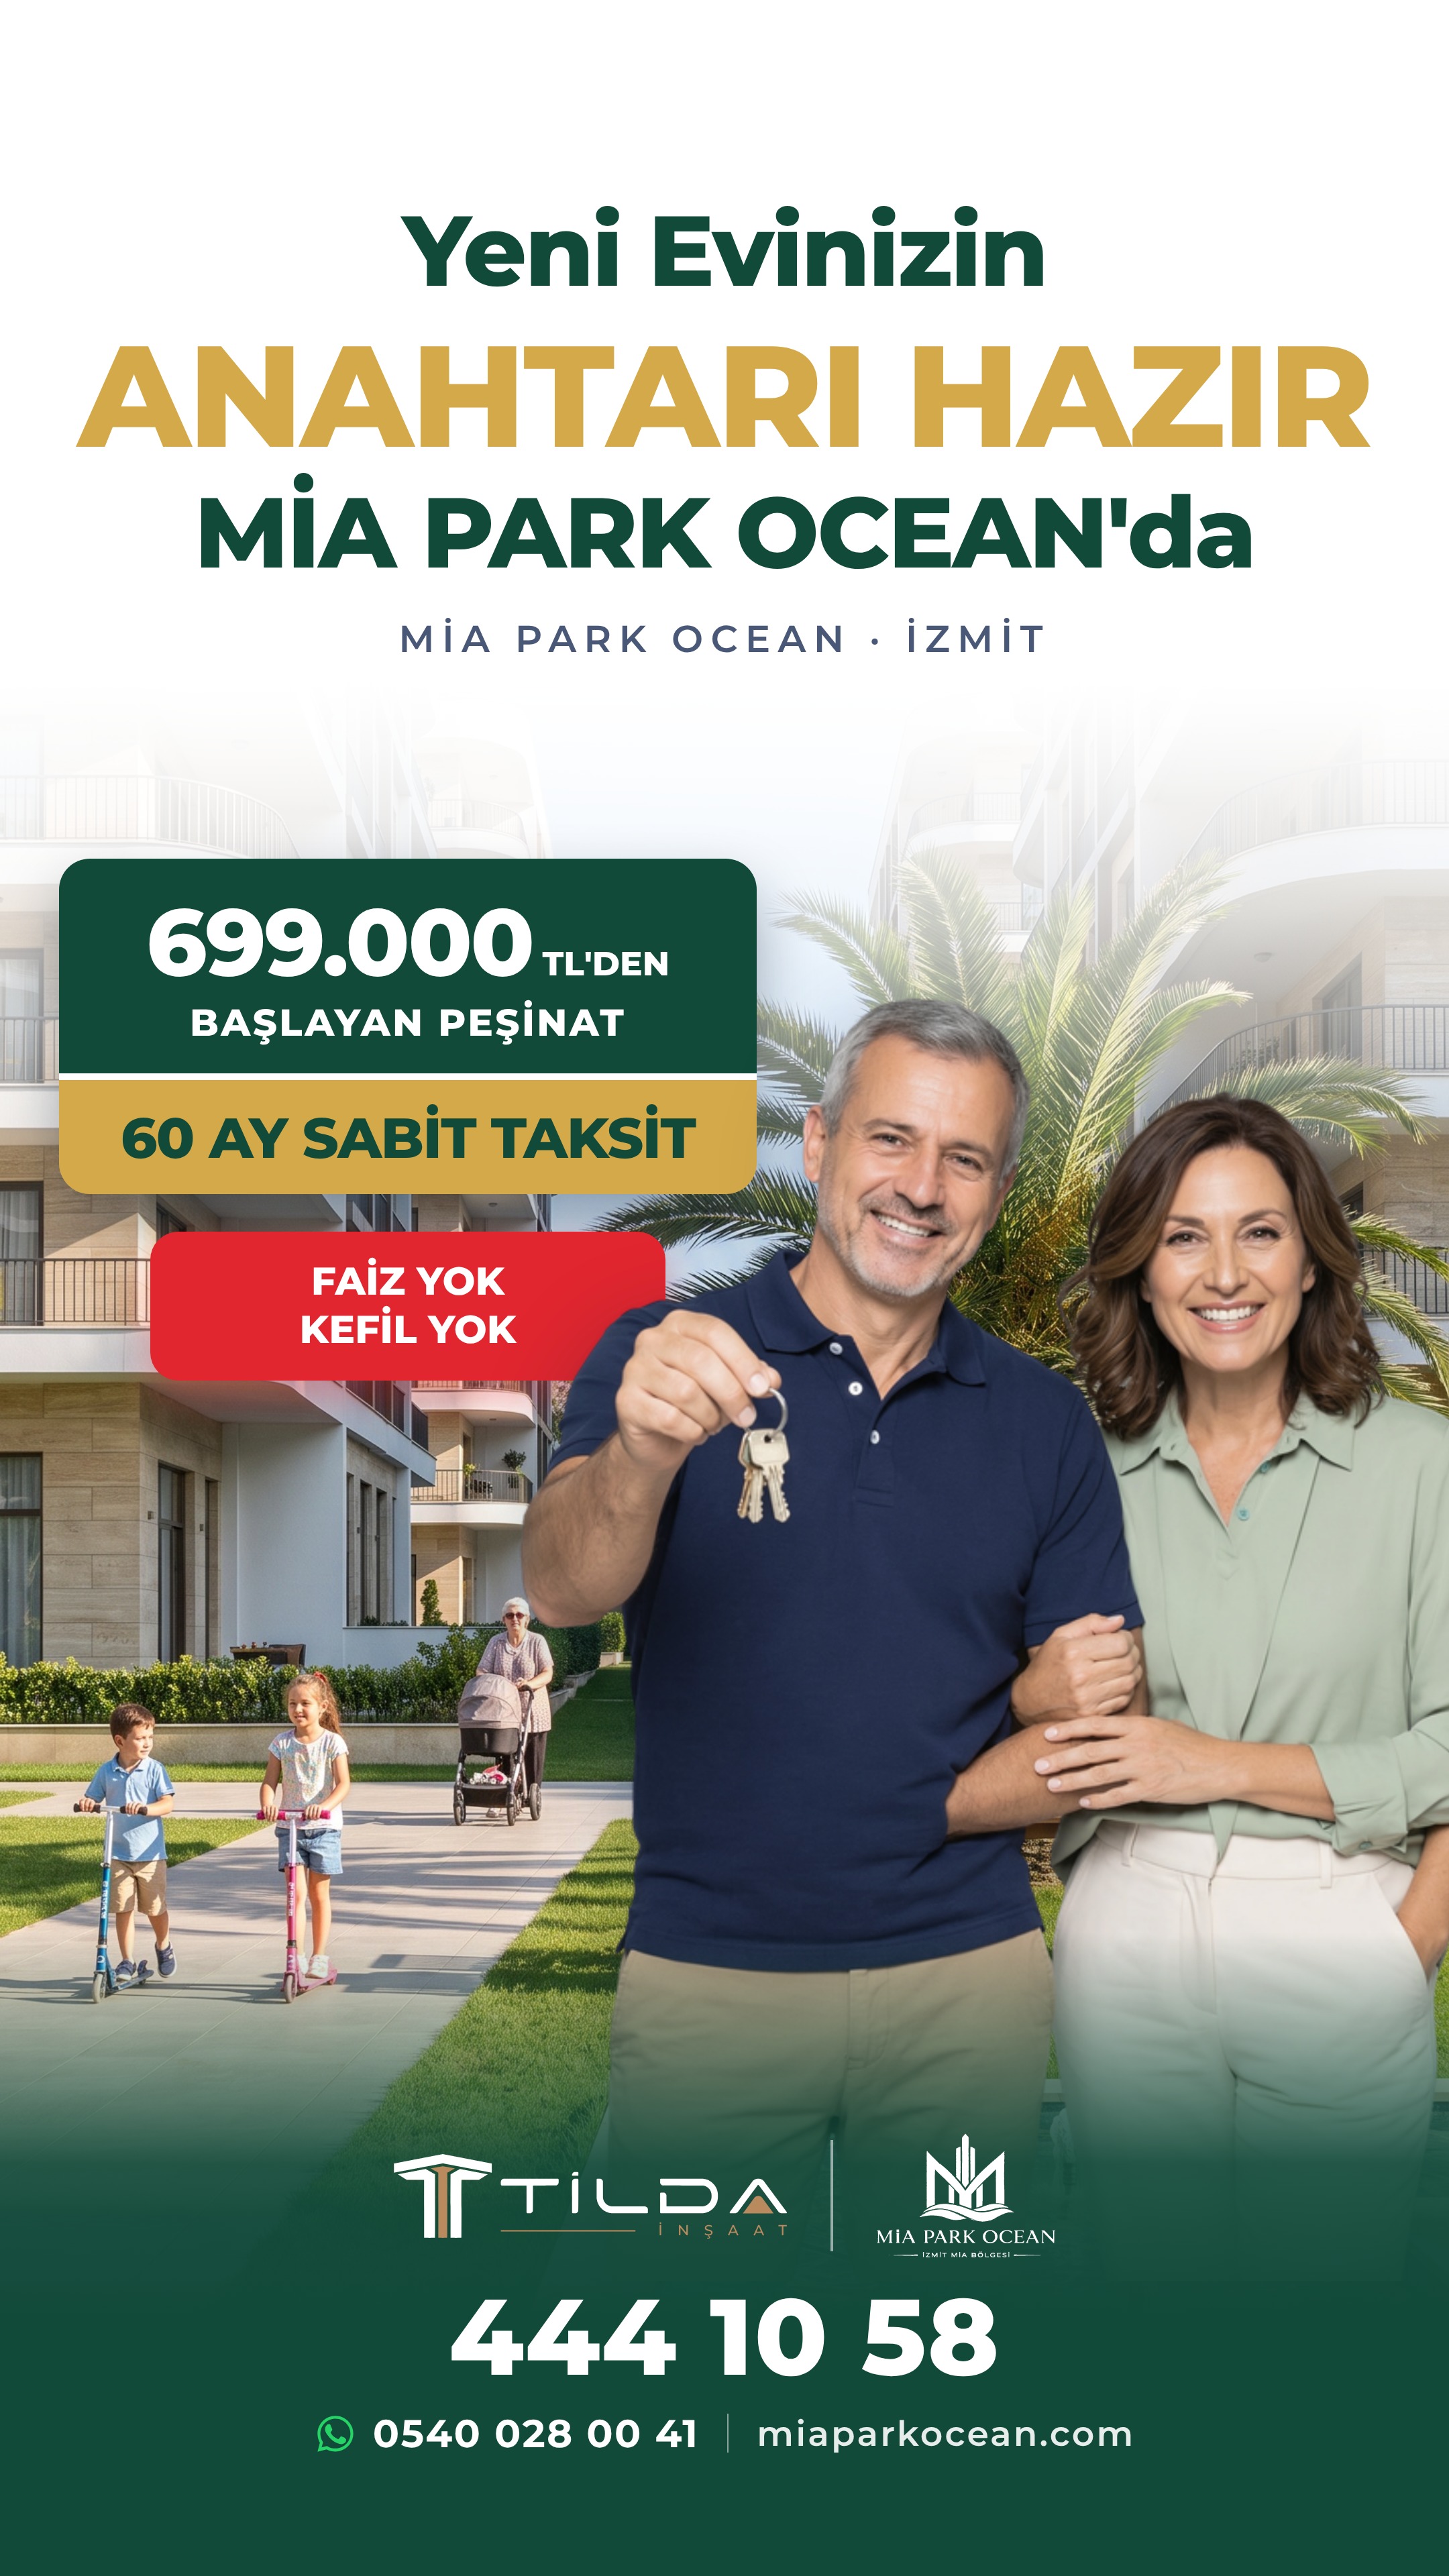 Yeni Evinizin
ANAHTARI HAZIR
MİA PARK OCEAN'da
MİA PARK OCEAN · İZMİT
699.000 TL'DEN
BAŞLAYAN PEŞİNAT
60 AY SABİT TAKSİT
FAİZ YOK
KEFİL YOK
TİLDA
İNŞAAT
MİA PARK OCEAN
İZMİT MİA BÖLGESİ
444 10 58
0540 028 00 41 | miaparkocean.com